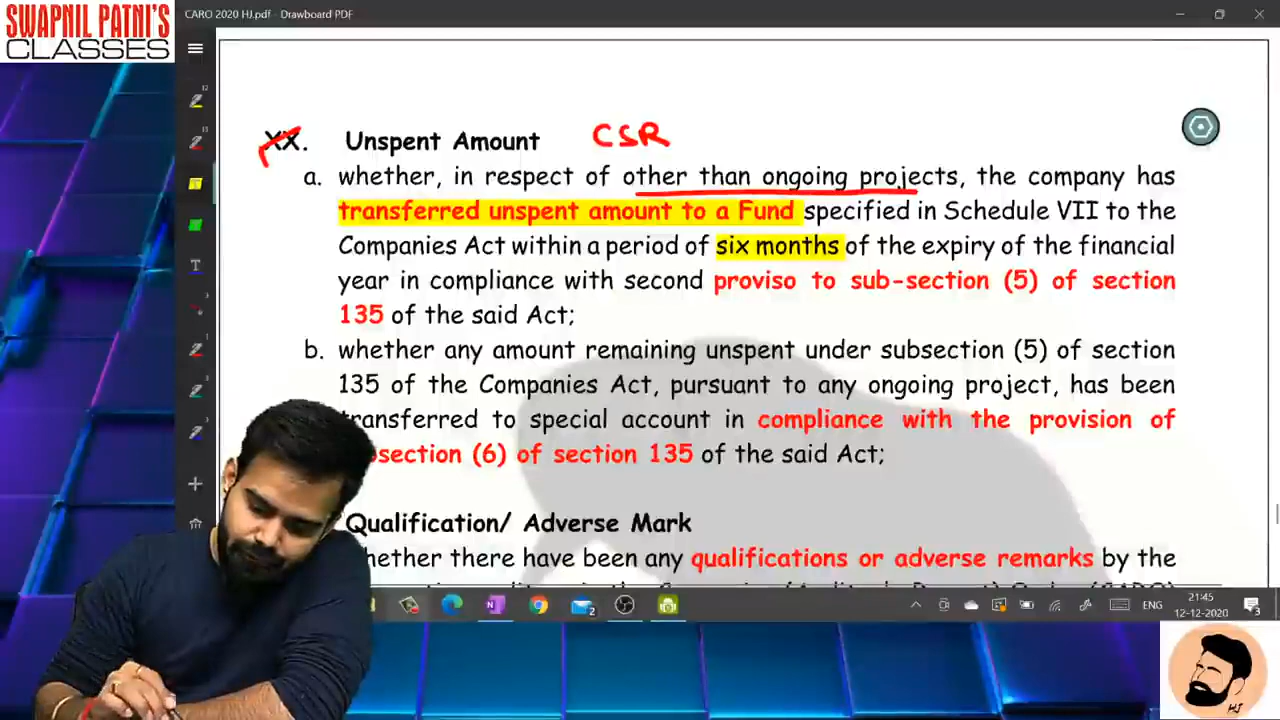 SWAPNIL PATNI'S
CLASSES
CARO 2020 HJ.pdf - Drawboard PDF
XX. Unspent Amount CSR
a. whether, in respect of other than ongoing projects, the company has
transferred unspent amount to a Fund specified in Schedule VII to the
Companies Act within a period of six months of the expiry of the financial
year in compliance with second proviso to sub-section (5) of section
135 of the said Act;
b. whether any amount remaining unspent under subsection (5) of section
135 of the Companies Act, pursuant to any ongoing project, has been
transferred to special account in compliance with the provision of
section (6) of section 135 of the said Act;
Qualification/ Adverse Mark
whether there have been any qualifications or adverse remarks by the
ENG
21:45
12-12-2020
HJ